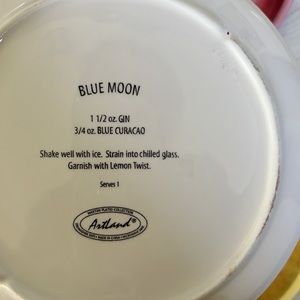 BLUE MOON
1 1/2 oz. GIN
3/4 oz. BLUE CURACAO
Shake well with ice. Strain into chilled glass.
Garnish with Lemon Twist.
Serves 1
ArtLand®